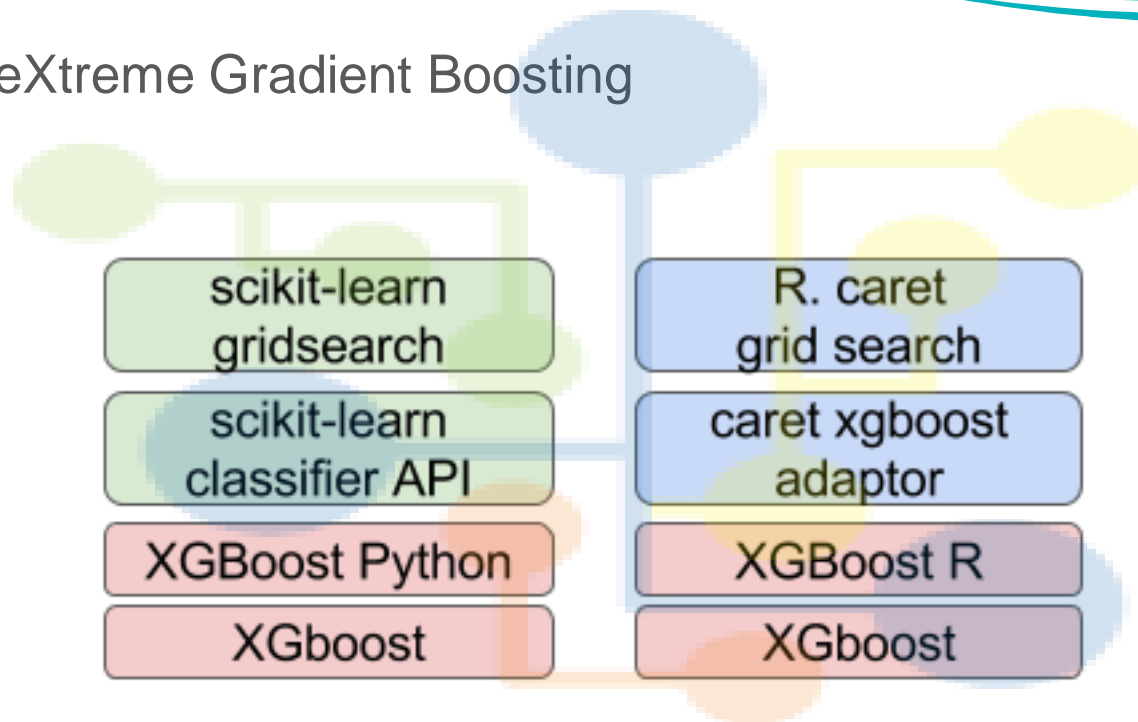 eXtreme Gradient Boosting
scikit-learn
gridsearch
scikit-learn
classifier API
XGBoost Python
XGboost
R. caret
grid search
caret xgboost
adaptor
XGBoost R
XGboost